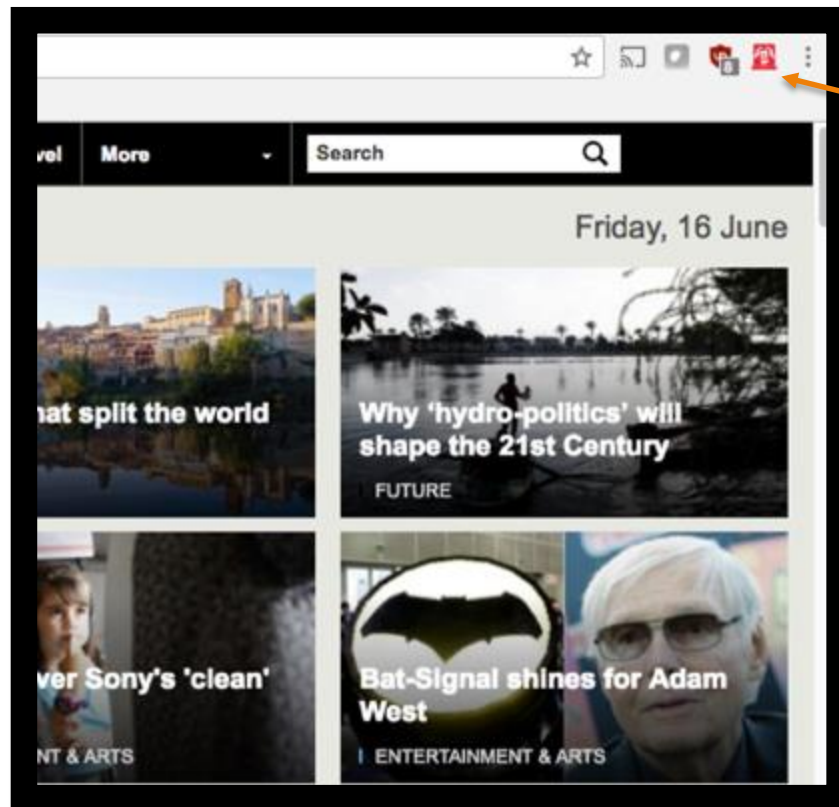 vel More Search
Friday, 16 June
hat split the world
Why ‘hydro-politics’ will
shape the 21st Century
FUTURE
ver Sony's 'clean'
NT & ARTS
Bat-Signal shines for Adam
West
ENTERTAINMENT & ARTS